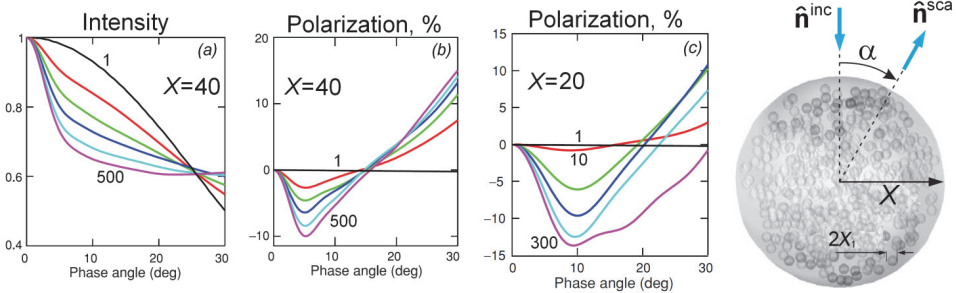 Intensity
(a)
1
X=40
500
1
0.8
0.6
0.4
0
10
20
30
Phase angle (deg)
Polarization, %
(b)
X=40
1
500
20
10
0
−10
0
10
20
30
Phase angle (deg)
Polarization, %
(c)
X=20
1
10
300
15
10
5
0
−5
−10
−15
0
10
20
30
Phase angle (deg)
n̂inc
n̂sca
α
X
2X1